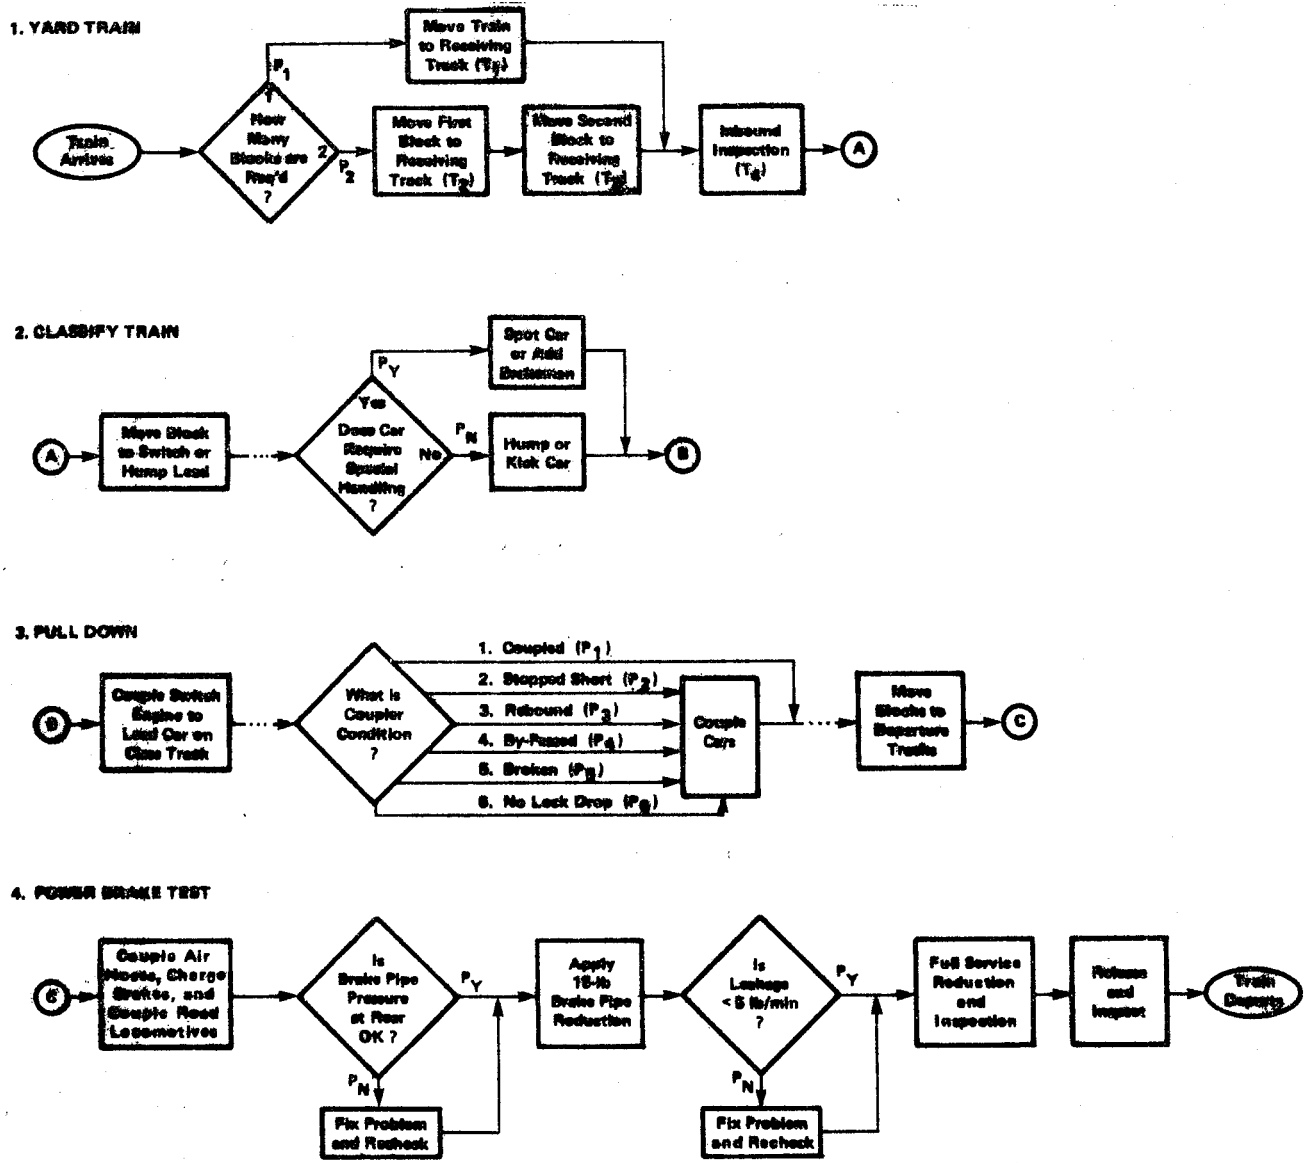 1. YARD TRAIN
Move Train
to Receiving
Track (T1)
P1
1
How
Many
Blocks are
Req'd
?
2
P2
Train
Arrives
Move First
Block to
Receiving
Track (T2)
Move Second
Block to
Receiving
Track (T3)
Inbound
Inspection
(T4)
A
2. CLASSIFY TRAIN
A
Move Block
to Switch or
Hump Lead
PY
Yes
Does Car
Require
Special
Handling
?
No
PN
Spot Car
or Add
Brakeman
Hump or
Kick Car
B
3. PULL DOWN
B
Couple Switch
Engine to
Lead Car on
Class Track
What is
Coupler
Condition
?
1. Coupled (P1)
2. Stopped Short (P2)
3. Rebound (P3)
4. By-Passed (P4)
5. Broken (P5)
6. No Lock Drop (P6)
Couple
Cars
Move
Blocks to
Departure
Tracks
C
4. POWER BRAKE TEST
C
Couple Air
Hoses, Charge
Brakes, and
Couple Road
Locomotives
Is
Brake Pipe
Pressure
at Rear
OK ?
PY
PN
Fix Problem
and Recheck
Apply
15-lb
Brake Pipe
Reduction
Is
Leakage
< 5 lb/min
?
PY
PN
Fix Problem
and Recheck
Full Service
Reduction
and
Inspection
Release
and
Inspect
Train
Departs